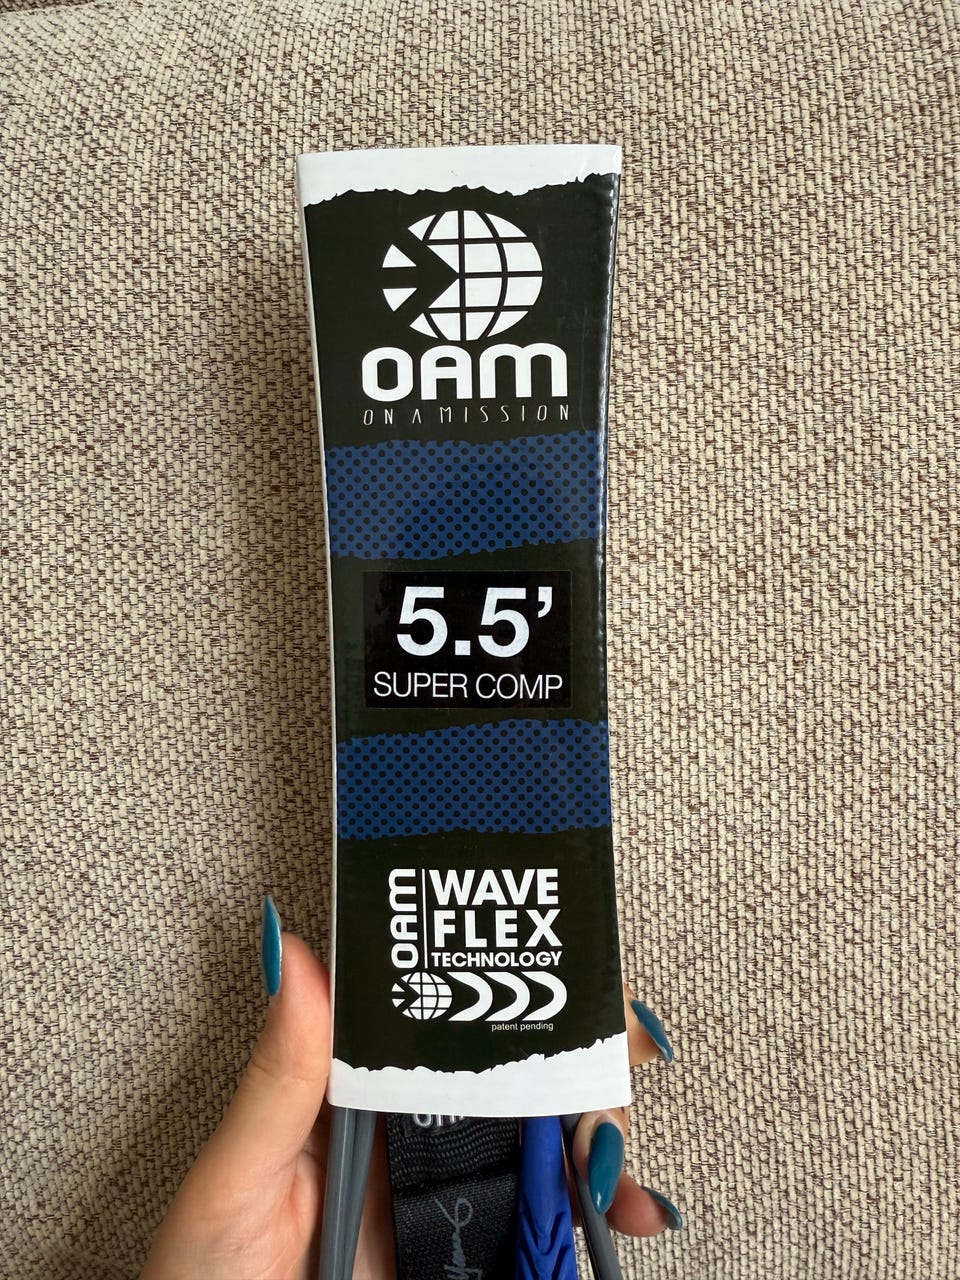 OAM
ON A MISSION
5.5’
SUPER COMP
OAM
WAVE
FLEX
TECHNOLOGY
patent pending